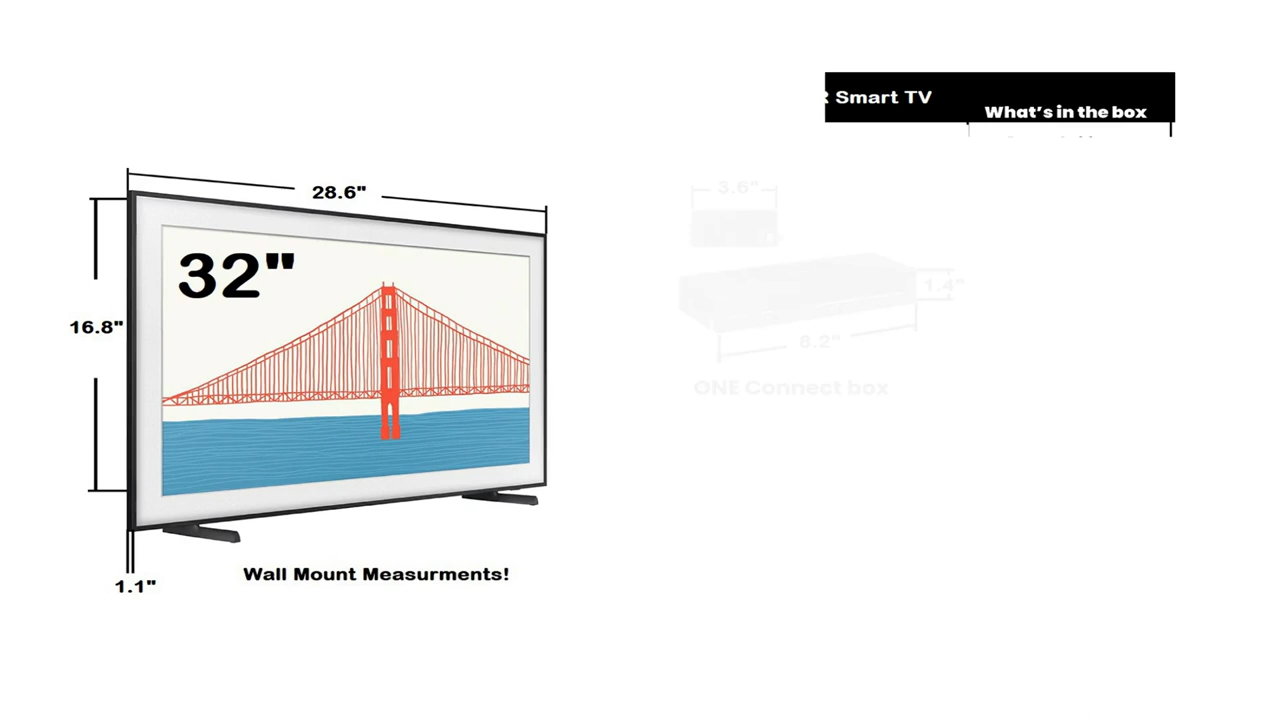 R Smart TV
What's in the box
28.6"
3.6"
32"
1.4"
16.8"
8.2"
ONE Connect box
Wall Mount Measurments!
1.1"